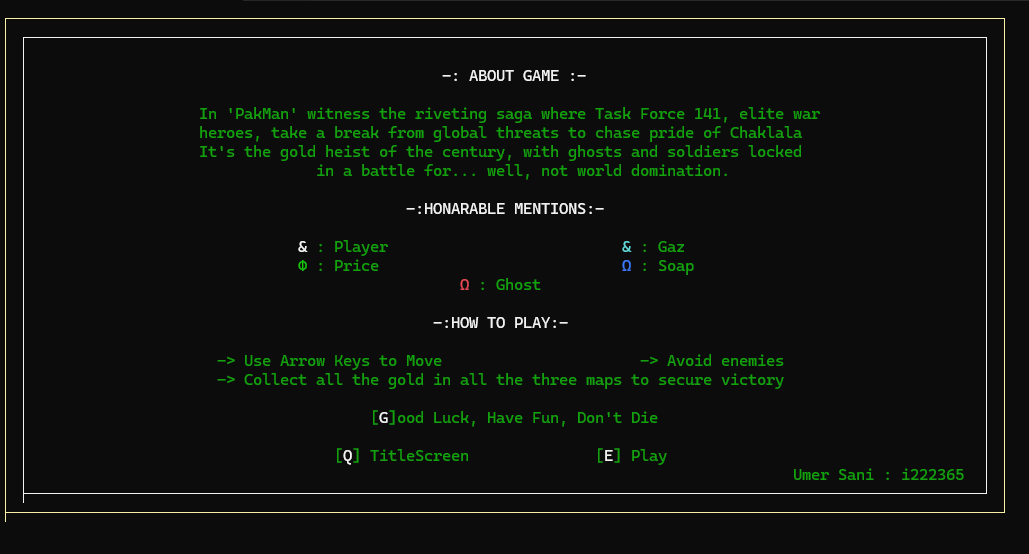 -: ABOUT GAME :-
In 'PakMan' witness the riveting saga where Task Force 141, elite war
heroes, take a break from global threats to chase pride of Chaklala
It's the gold heist of the century, with ghosts and soldiers locked
in a battle for... well, not world domination.
-:HONARABLE MENTIONS:-
& : Player & : Gaz
Φ : Price Ω : Soap
Ω : Ghost
-:HOW TO PLAY:-
-> Use Arrow Keys to Move -> Avoid enemies
-> Collect all the gold in all the three maps to secure victory
[G]ood Luck, Have Fun, Don't Die
[Q] TitleScreen [E] Play
Umer Sani : i222365